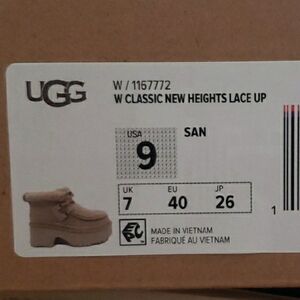 UGG
W / 1167772
W CLASSIC NEW HEIGHTS LACE UP
USA
9
SAN
UK
7
EU
40
JP
26
1
MADE IN VIETNAM
FABRIQUÉ AU VIETNAM